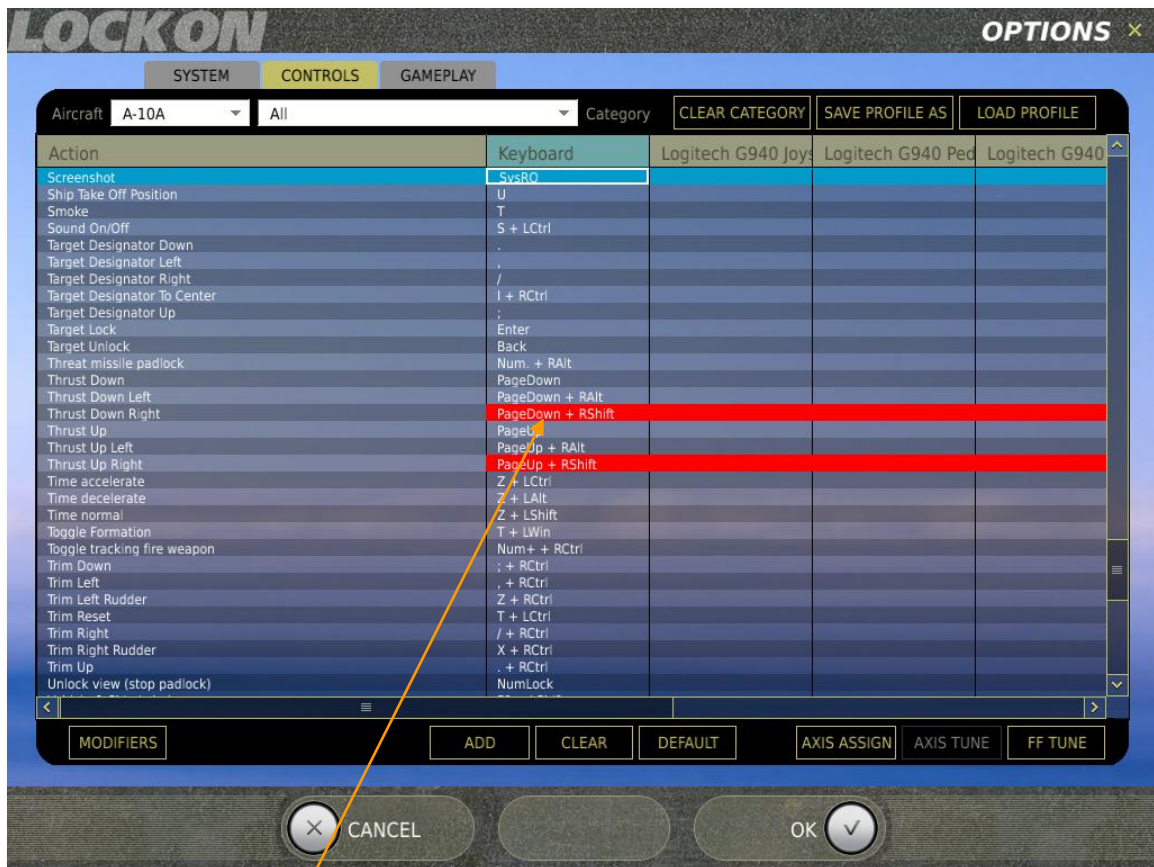 LOCK ON
OPTIONS ×
SYSTEM CONTROLS GAMEPLAY
Aircraft A-10A All Category CLEAR CATEGORY SAVE PROFILE AS LOAD PROFILE
Action Keyboard Logitech G940 Joys Logitech G940 Ped Logitech G940
Screenshot SysRQ
Ship Take Off Position U
Smoke T
Sound On/Off S + LCtrl
Target Designator Down .
Target Designator Left ,
Target Designator Right /
Target Designator To Center I + RCtrl
Target Designator Up ;
Target Lock Enter
Target Unlock Back
Threat missile padlock Num. + RAlt
Thrust Down PageDown
Thrust Down Left PageDown + RAlt
Thrust Down Right PageDown + RShift
Thrust Up PageUp
Thrust Up Left PageUp + RAlt
Thrust Up Right PageUp + RShift
Time accelerate Z + LCtrl
Time decelerate Z + LAlt
Time normal Z + LShift
Toggle Formation T + LWin
Toggle tracking fire weapon Num+ + RCtrl
Trim Down ; + RCtrl
Trim Left , + RCtrl
Trim Left Rudder Z + RCtrl
Trim Reset T + LCtrl
Trim Right / + RCtrl
Trim Right Rudder X + RCtrl
Trim Up . + RCtrl
Unlock view (stop padlock) NumLock
MODIFIERS ADD CLEAR DEFAULT AXIS ASSIGN AXIS TUNE FF TUNE
CANCEL OK